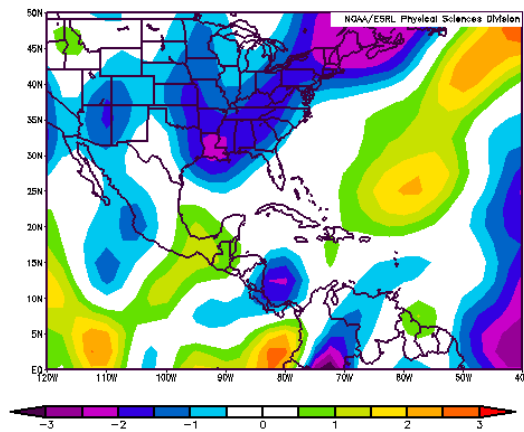 NOAA/ESRL Physical Sciences Division
50N
45N
40N
35N
30N
25N
20N
15N
10N
5N
EQ
120W 110W 100W 90W 80W 70W 60W 50W 40W
-3 -2 -1 0 1 2 3